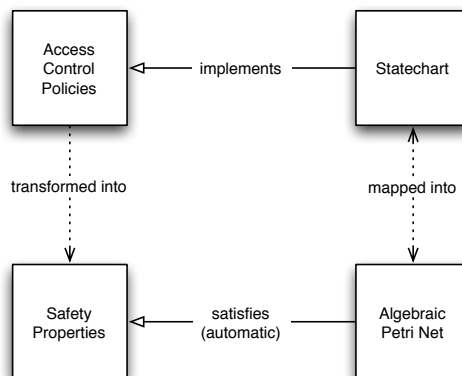 Access
Control
Policies
implements
Statechart
transformed into
mapped into
Safety
Properties
satisfies
(automatic)
Algebraic
Petri Net